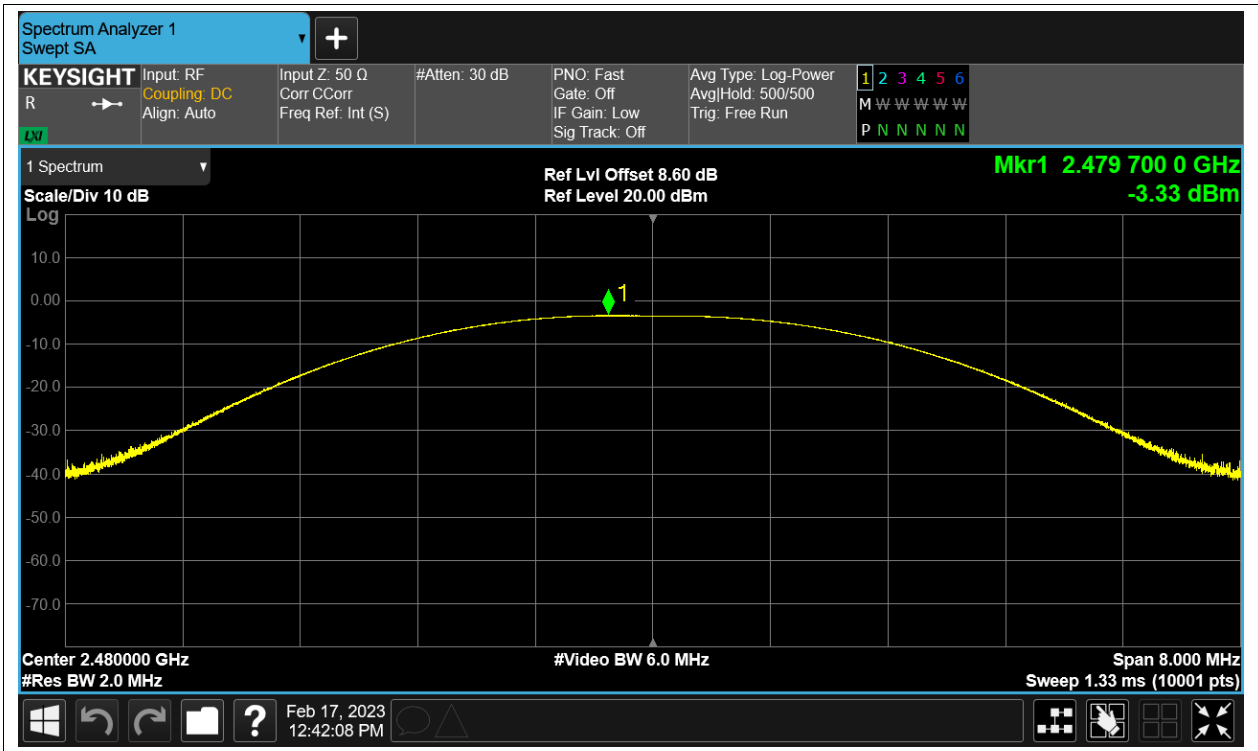 Spectrum Analyzer 1
Swept SA
KEYSIGHT
R
LXI
Input: RF
Coupling: DC
Align: Auto
Input Z: 50 Ω
Corr CCorr
Freq Ref: Int (S)
#Atten: 30 dB
PNO: Fast
Gate: Off
IF Gain: Low
Sig Track: Off
Avg Type: Log-Power
Avg|Hold: 500/500
Trig: Free Run
1 2 3 4 5 6
M W W W W W
P N N N N N
1 Spectrum
Scale/Div 10 dB
Log
Ref Lvl Offset 8.60 dB
Ref Level 20.00 dBm
Mkr1 2.479 700 0 GHz
-3.33 dBm
10.0
0.00
-10.0
-20.0
-30.0
-40.0
-50.0
-60.0
-70.0
1
Center 2.480000 GHz
#Res BW 2.0 MHz
#Video BW 6.0 MHz
Span 8.000 MHz
Sweep 1.33 ms (10001 pts)
?
Feb 17, 2023
12:42:08 PM